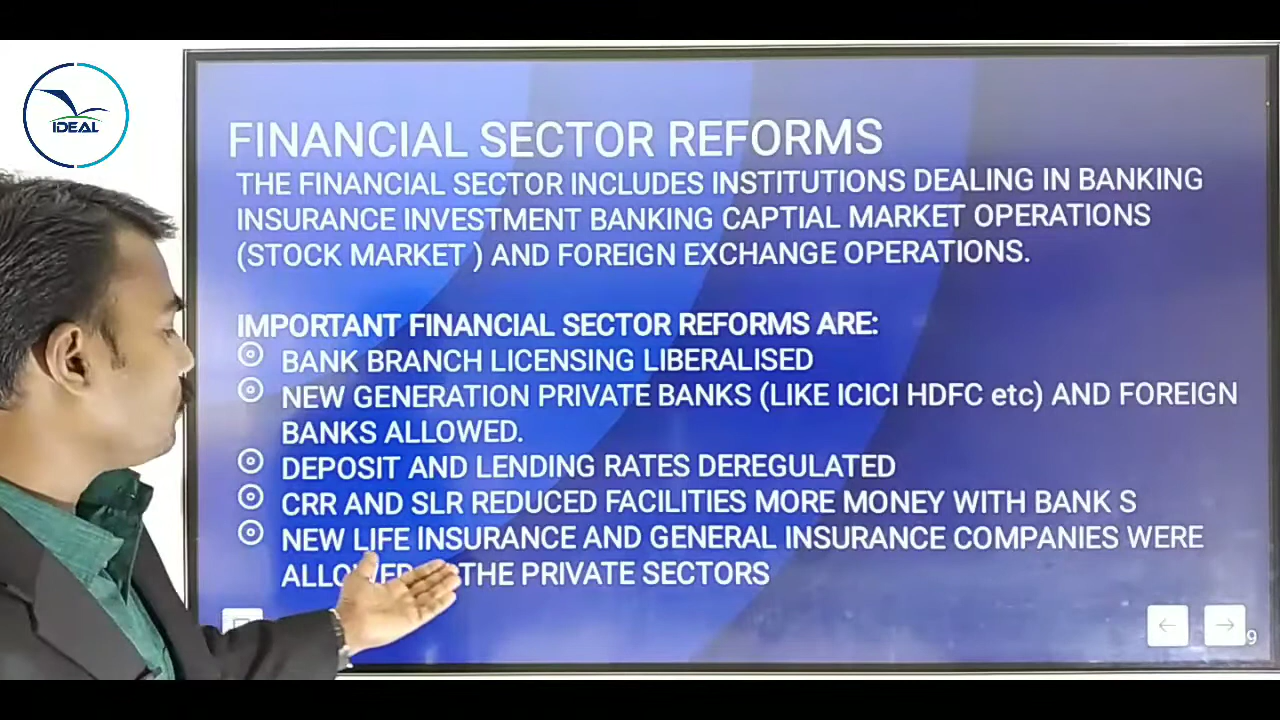 IDEAL
FINANCIAL SECTOR REFORMS
THE FINANCIAL SECTOR INCLUDES INSTITUTIONS DEALING IN BANKING
INSURANCE INVESTMENT BANKING CAPTIAL MARKET OPERATIONS
(STOCK MARKET ) AND FOREIGN EXCHANGE OPERATIONS.
IMPORTANT FINANCIAL SECTOR REFORMS ARE:
BANK BRANCH LICENSING LIBERALISED
NEW GENERATION PRIVATE BANKS (LIKE ICICI HDFC etc) AND FOREIGN
BANKS ALLOWED.
DEPOSIT AND LENDING RATES DEREGULATED
CRR AND SLR REDUCED FACILITIES MORE MONEY WITH BANK S
NEW LIFE INSURANCE AND GENERAL INSURANCE COMPANIES WERE
THE PRIVATE SECTORS
9